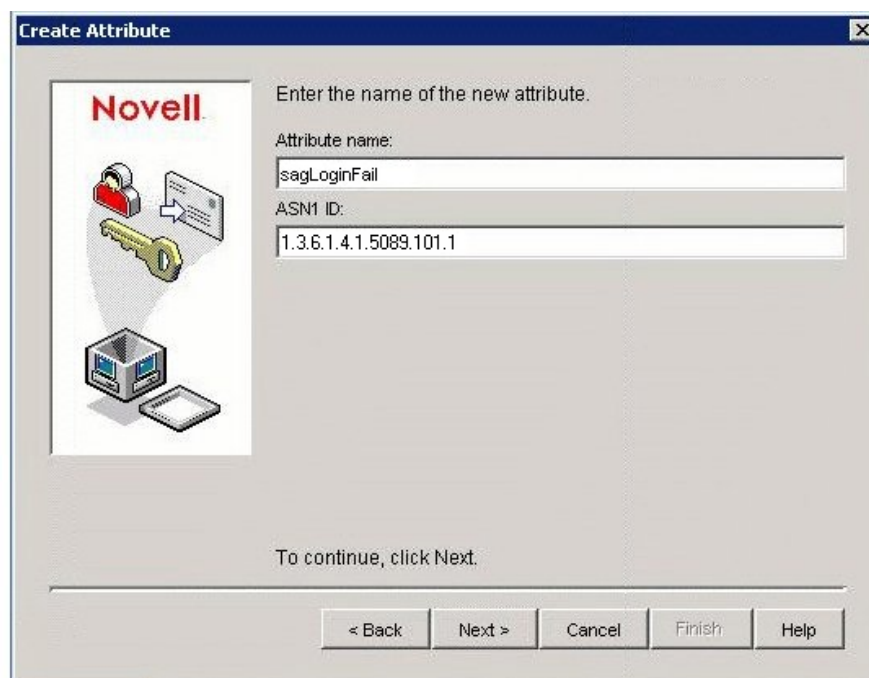 Create Attribute
Novell.
Enter the name of the new attribute.
Attribute name:
sagLoginFail
ASN1 ID:
1.3.6.1.4.1.5089.101.1
To continue, click Next.
< Back
Next >
Cancel
Finish
Help